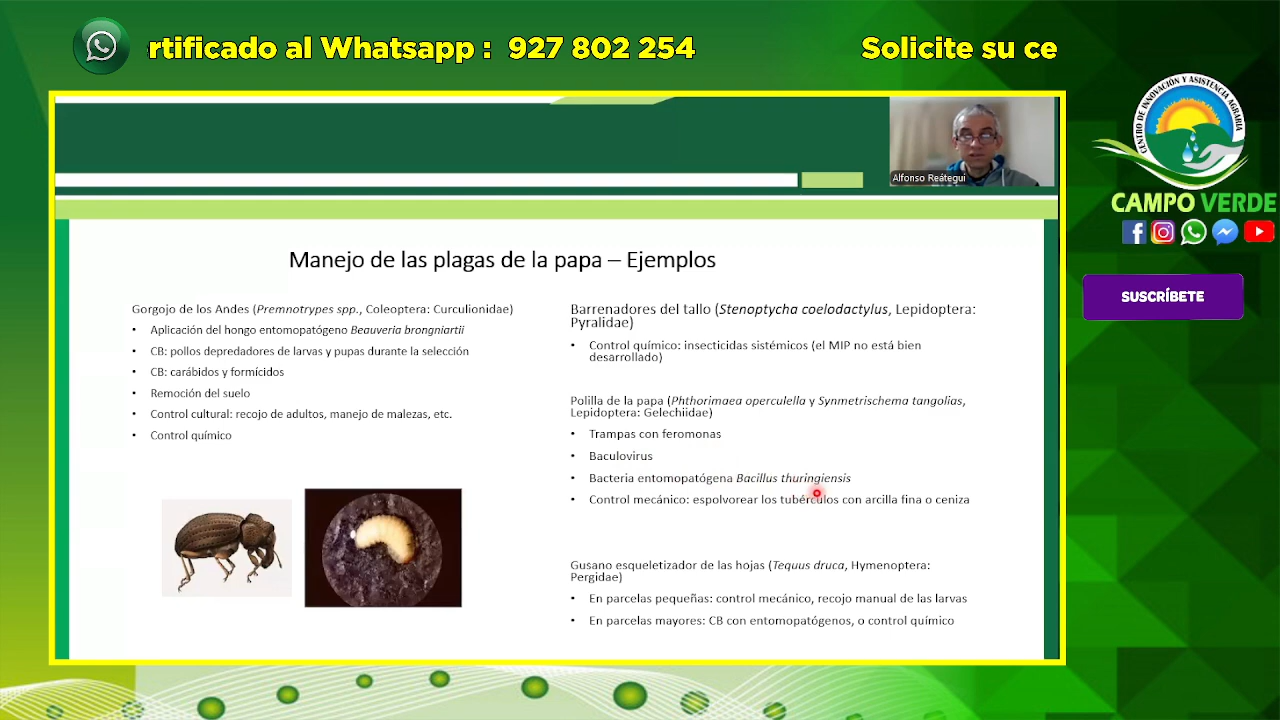 rtificado al Whatsapp : 927 802 254
Solicite su ce
CENTRO DE INNOVACIÓN Y ASISTENCIA AGRARIA
CAMPO VERDE
SUSCRÍBETE
Alfonso Reátegui
Manejo de las plagas de la papa – Ejemplos
Gorgojo de los Andes (Premnotrypes spp., Coleoptera: Curculionidae)
• Aplicación del hongo entomopatógeno Beauveria brongniartii
• CB: pollos depredadores de larvas y pupas durante la selección
• CB: carábidos y formícidos
• Remoción del suelo
• Control cultural: recojo de adultos, manejo de malezas, etc.
• Control químico
Barrenadores del tallo (Stenoptycha coelodactylus, Lepidoptera:
Pyralidae)
• Control químico: insecticidas sistémicos (el MIP no está bien
desarrollado)
Polilla de la papa (Phthorimaea operculella y Synmetrischema tangolias,
Lepidoptera: Gelechiidae)
• Trampas con feromonas
• Baculovirus
• Bacteria entomopatógena Bacillus thuringiensis
• Control mecánico: espolvorear los tubérculos con arcilla fina o ceniza
Gusano esqueletizador de las hojas (Tequus druca, Hymenoptera:
Pergidae)
• En parcelas pequeñas: control mecánico, recojo manual de las larvas
• En parcelas mayores: CB con entomopatógenos, o control químico